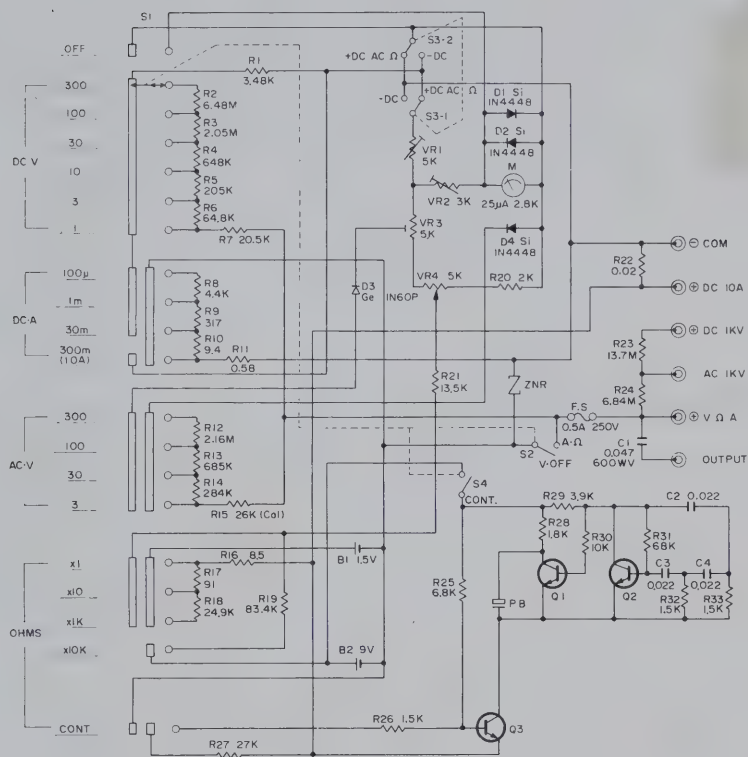 S1
OFF
DC·V
300
100
30
10
3
1
DC·A
100μ
1m
30m
300m
(10A)
AC·V
300
100
30
3
OHMS
x1
x10
x1K
x10K
CONT
R1
3.48K
R2
6.48M
R3
2.05M
R4
648K
R5
205K
R6
64.8K
R7 20.5K
R8
4.4K
R9
317
R10
9.4
R11
0.58
R12
2.16M
R13
685K
R14
284K
R15 26K (Cal)
R16 8.5
R17
91
R18
24.9K
R19
83.4K
B1 1.5V
B2 9V
R26 1.5K
R27 27K
S3-2
+DC AC Ω
-DC
+DC AC Ω
-DC
S3-1
VR1
5K
VR2 3K
VR3
5K
VR4 5K
R20 2K
D1 Si
1N4448
D2 Si
1N4448
M
25μA 2.8K
D4 Si
1N4448
D3
Ge
1N60P
R21
13.5K
ZNR
F.S
0.5A 250V
S2
A·Ω
V·OFF
S4
CONT.
R22
0.02
R23
13.7M
R24
6.84M
C1
0.047
600WV
⊖ COM
⊕ DC 10A
⊕ DC 1KV
AC 1KV
⊕ V Ω A
OUTPUT
R25
6.8K
PB
R28
1.8K
R29 3.9K
R30
10K
Q1
Q2
R31
68K
C2 0.022
C3
0.022
C4
0.022
R32
1.5K
R33
1.5K
Q3